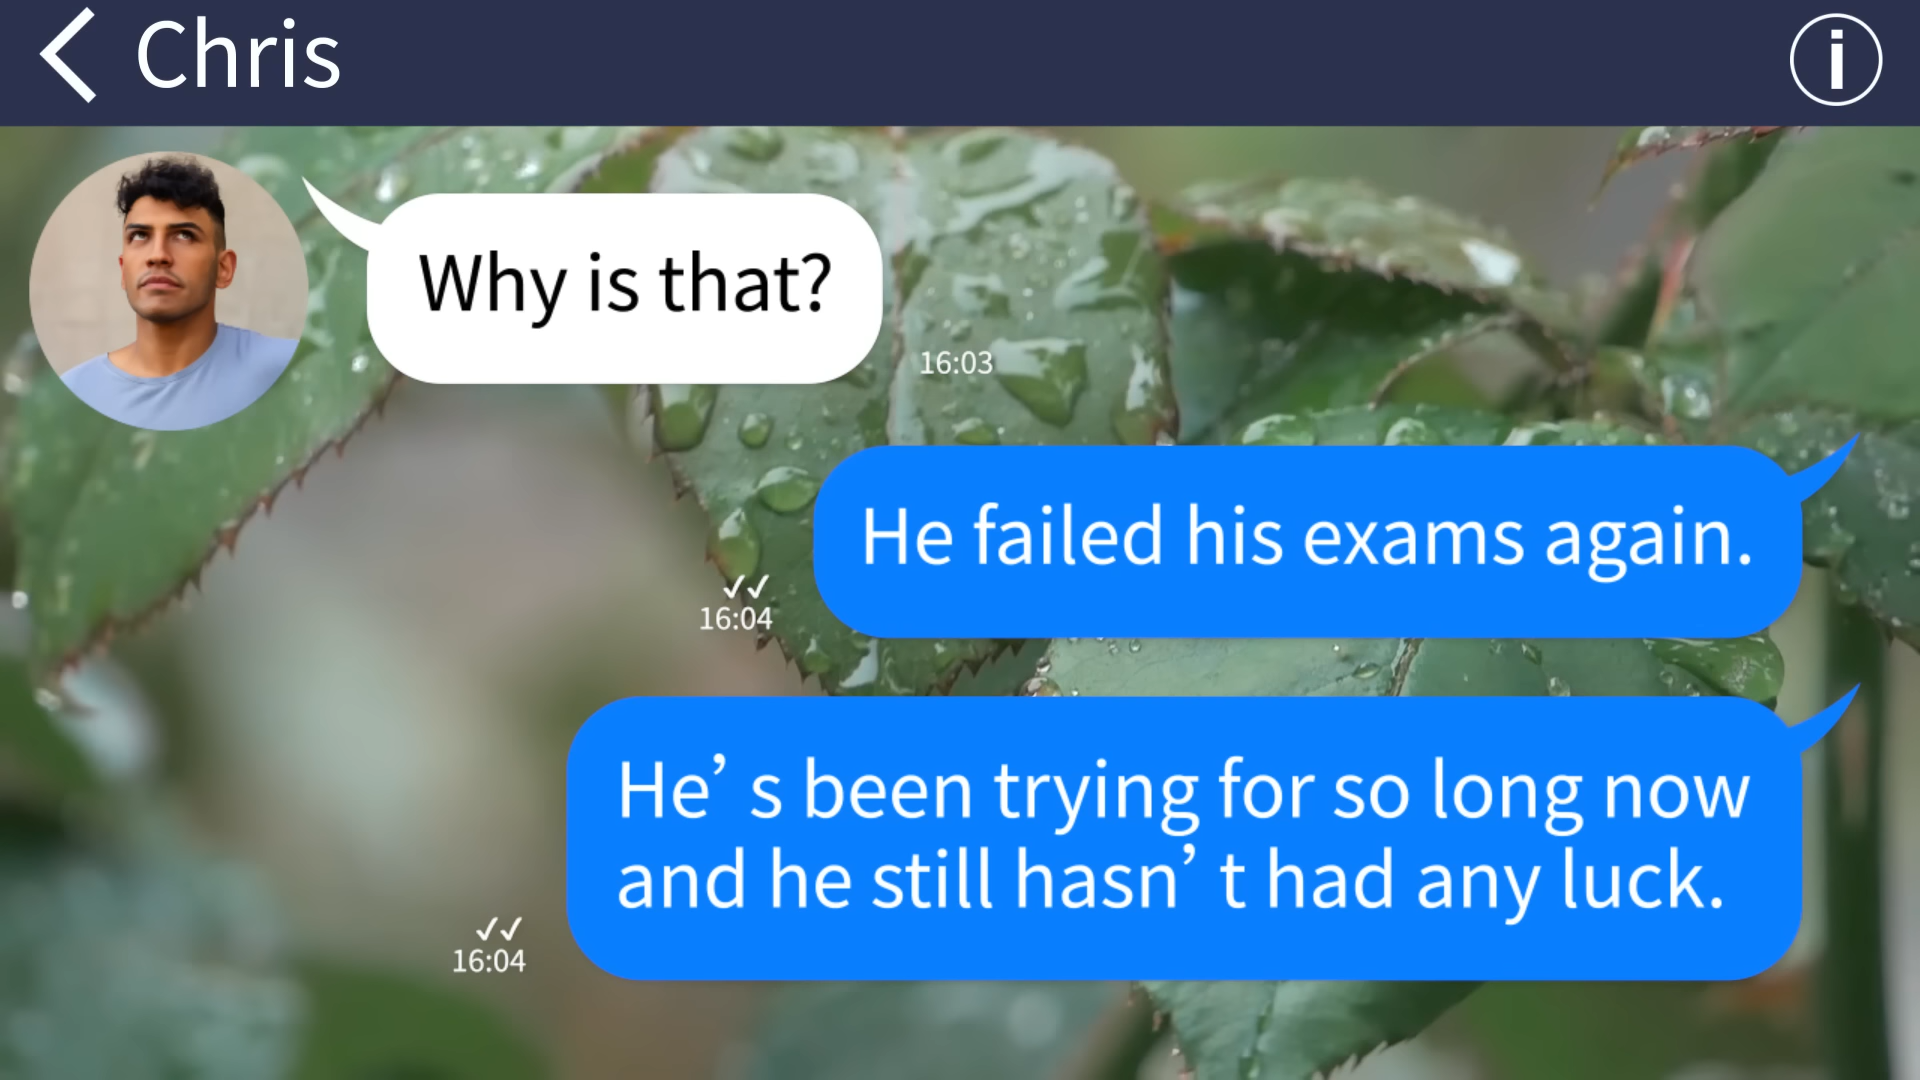 Chris
Why is that?
16:03
He failed his exams again.
16:04
He’s been trying for so long now
and he still hasn’t had any luck.
16:04